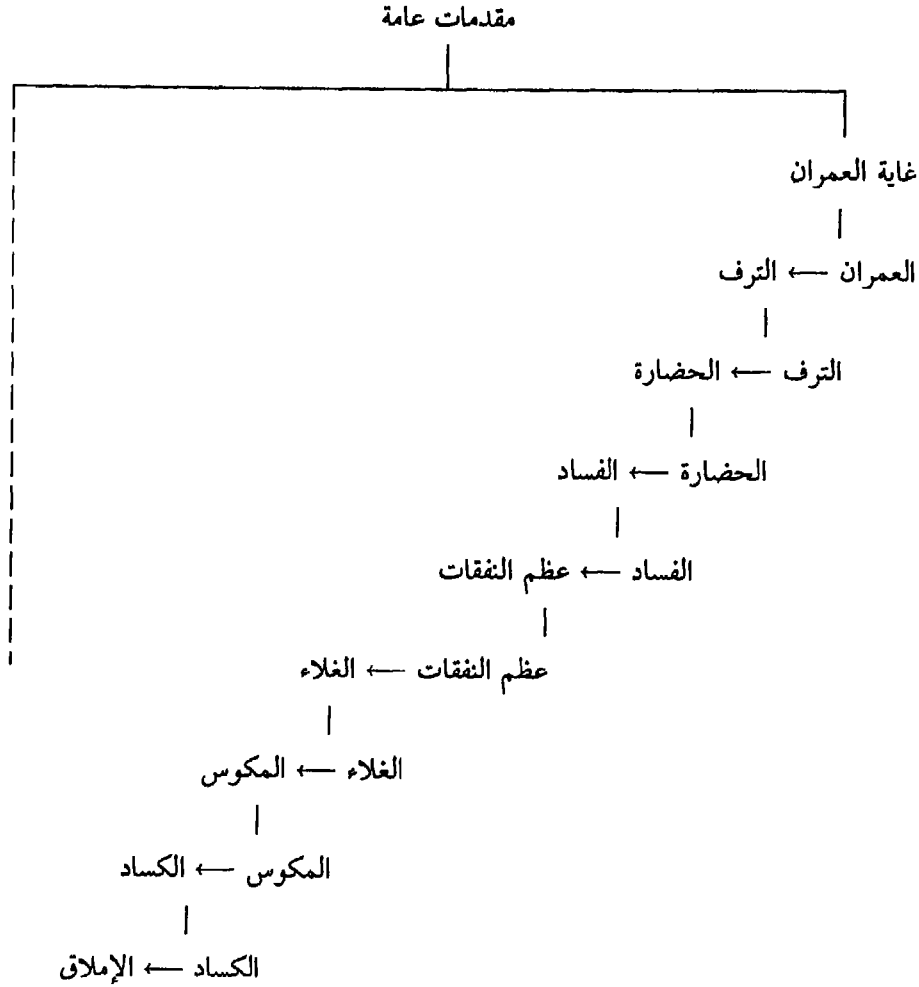 مقدمات عامة
غاية العمران
العمران ← الترف
الترف ← الحضارة
الحضارة ← الفساد
الفساد ← عظم النفقات
عظم النفقات ← الغلاء
الغلاء ← المكوس
المكوس ← الكساد
الكساد ← الإملاق